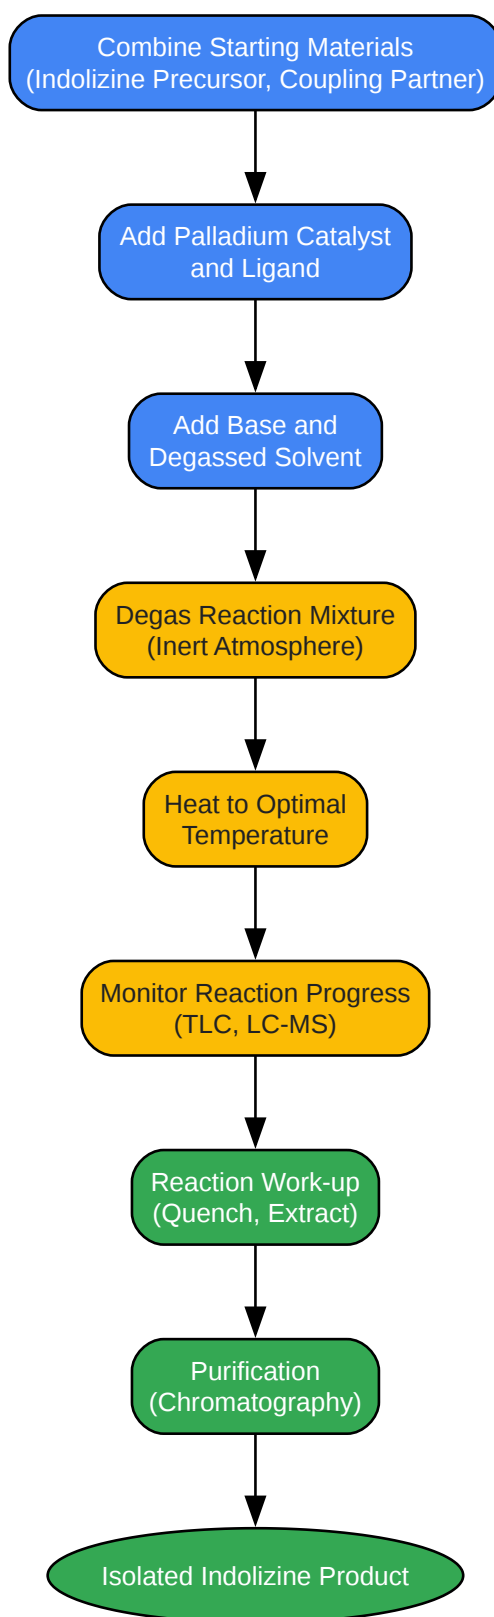 Combine Starting Materials
(Indolizine Precursor, Coupling Partner)
Add Palladium Catalyst
and Ligand
Add Base and
Degassed Solvent
Degas Reaction Mixture
(Inert Atmosphere)
Heat to Optimal
Temperature
Monitor Reaction Progress
(TLC, LC-MS)
Reaction Work-up
(Quench, Extract)
Purification
(Chromatography)
Isolated Indolizine Product